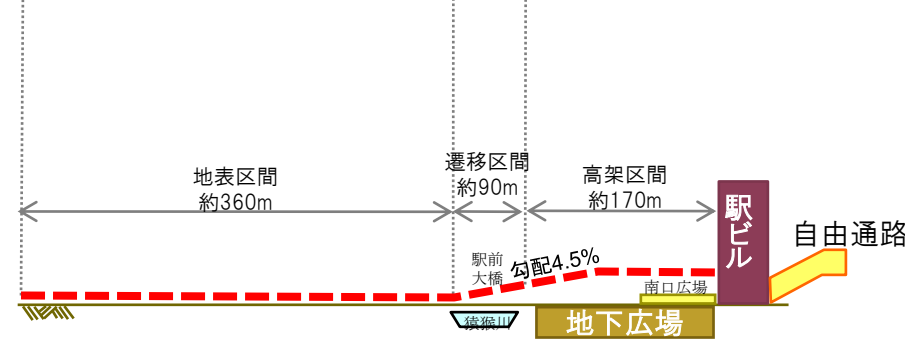 地表区間
約360m
遷移区間
約90m
高架区間
約170m
駅ビル
自由通路
駅前
大橋
勾配4.5%
南口広場
猿猴川
地下広場